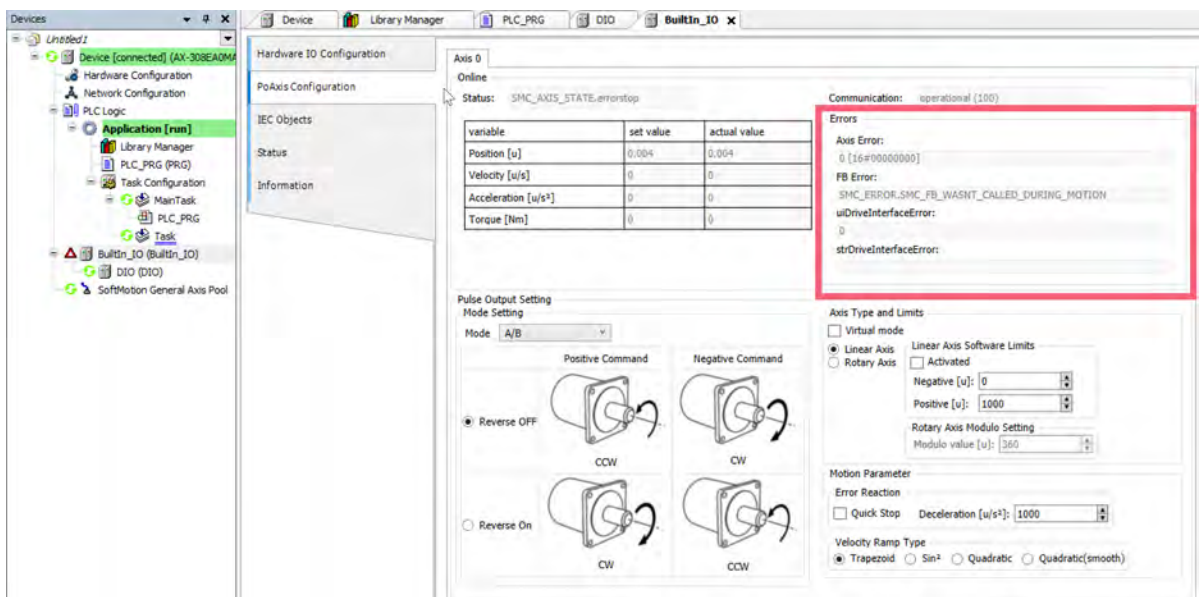 Devices
Device
Library Manager
PLC_PRG
DIO
BuiltIn_IO
Untitled1
Device [connected] (AX-308EA0MA
Hardware Configuration
Network Configuration
PLC Logic
Application [run]
Library Manager
PLC_PRG (PRG)
Task Configuration
MainTask
PLC_PRG
Task
BuiltIn_IO (BuiltIn_IO)
DIO (DIO)
SoftMotion General Axis Pool
Hardware IO Configuration
PoAxis Configuration
IEC Objects
Status
Information
Axis 0
Online
Status: SMC_AXIS_STATE.errorstop
Communication: operational (100)
variable set value actual value
Position [u] 0.004 0.004
Velocity [u/s] 0 0
Acceleration [u/s²] 0 0
Torque [Nm] 0 0
Errors
Axis Error:
0 [16#00000000]
FB Error:
SMC_ERROR.SMC_FB_WASNT_CALLED_DURING_MOTION
uiDriveInterfaceError:
0
strDriveInterfaceError:
Pulse Output Setting
Mode Setting
Mode A/B
Positive Command Negative Command
Reverse OFF
CCW CW
Reverse On
CW CCW
Axis Type and Limits
Virtual mode
Linear Axis
Rotary Axis
Linear Axis Software Limits
Activated
Negative [u]: 0
Positive [u]: 1000
Rotary Axis Modulo Setting
Modulo value [u]: 360
Motion Parameter
Error Reaction
Quick Stop Deceleration [u/s²]: 1000
Velocity Ramp Type
Trapezoid Sin² Quadratic Quadratic(smooth)